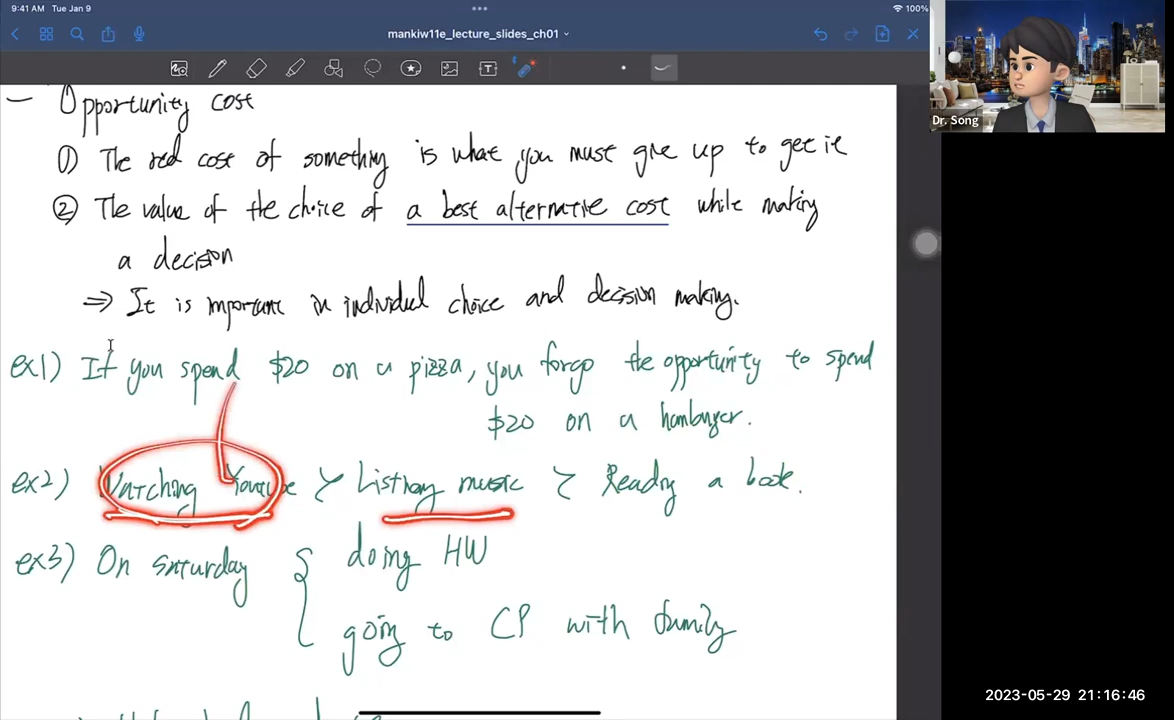 9:41 AM Tue Jan 9
100%
mankiw11e_lecture_slides_ch01
Dr. Song
- Opportunity cost
① The real cost of something is what you must give up to get it
② The value of the choice of a best alternative cost while making
a decision
⇒ It is important in individual choice and decision making.
ex1) If you spend $20 on a pizza, you forgo the opportunity to spend
$20 on a hamburger.
ex2) Watching Youtube > Listning music > Reading a book.
ex3) On saturday { doing HW
going to CP with family
2023-05-29 21:16:46